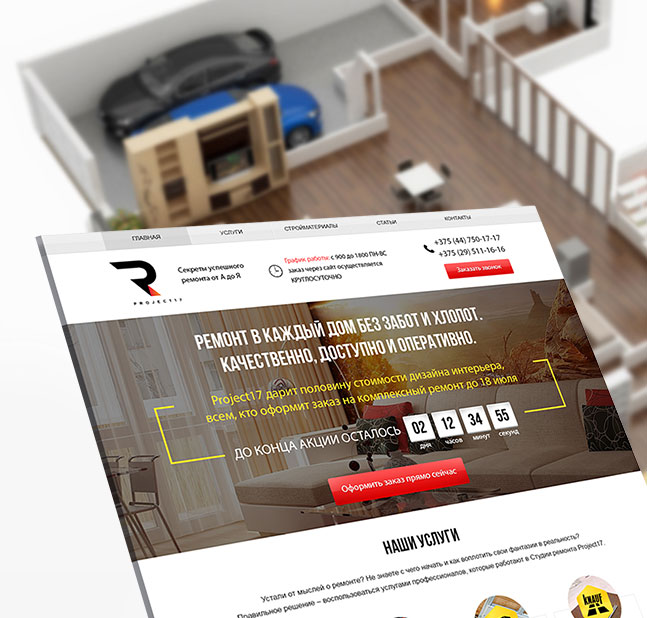 ГЛАВНАЯ УСЛУГИ СТРОЙМАТЕРИАЛЫ СТАТЬИ КОНТАКТЫ
PROJECT17
Секреты успешного
ремонта от А до Я
График работы: с 900 до 1800 ПН-ВС
заказ через сайт осуществляется
КРУГЛОСУТОЧНО
+375 (44) 750-17-17
+375 (29) 511-16-16
Заказать звонок
РЕМОНТ В КАЖДЫЙ ДОМ БЕЗ ЗАБОТ И ХЛОПОТ.
КАЧЕСТВЕННО, ДОСТУПНО И ОПЕРАТИВНО.
Project17 дарит половину стоимости дизайна интерьера,
всем, кто оформит заказ на комплексный ремонт до 18 июля
ДО КОНЦА АКЦИИ ОСТАЛОСЬ 02 12 34 55
дня часов минут секунд
Оформить заказ прямо сейчас
НАШИ УСЛУГИ
Устали от мыслей о ремонте? Не знаете с чего начать и как воплотить свои фантазии в реальность?
Правильное решение – воспользоваться услугами профессионалов, которые работают в Студии ремонта Project17.
KNAUF